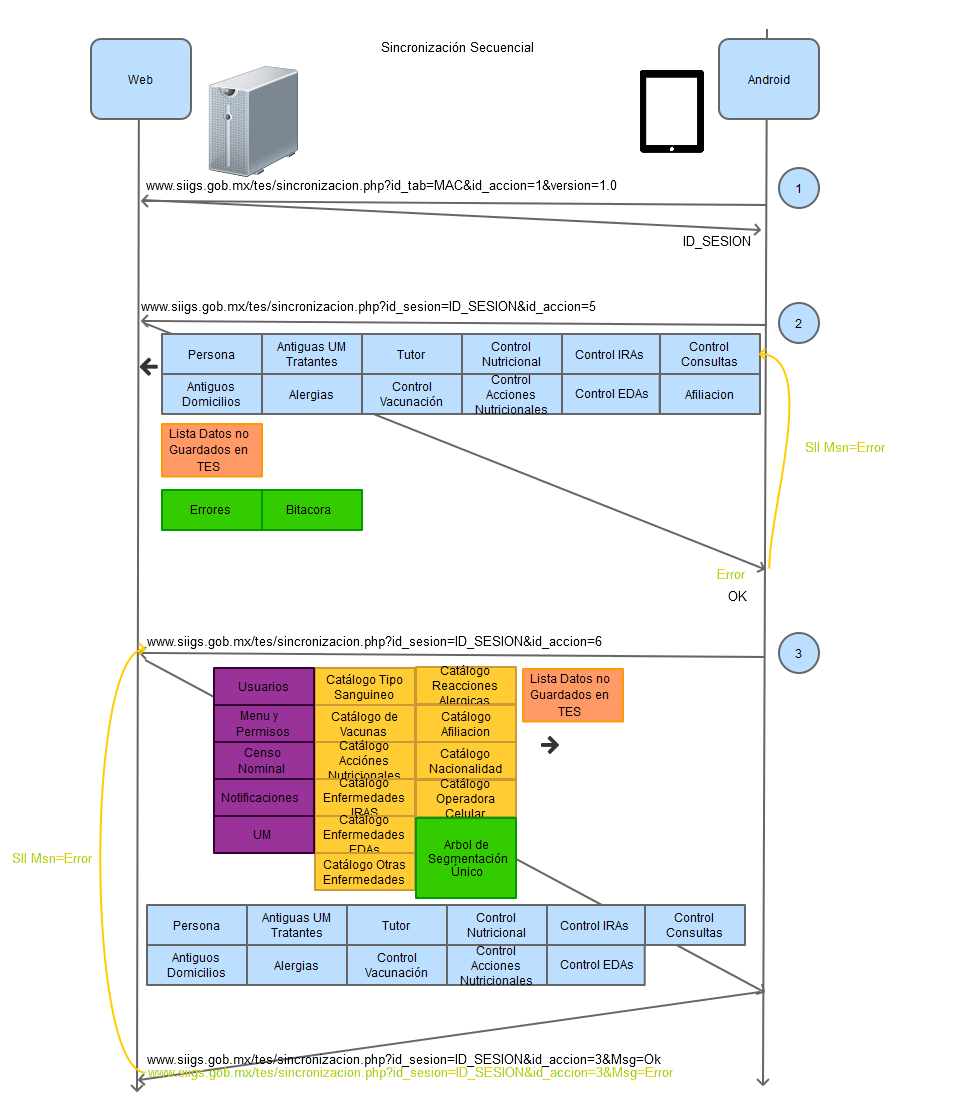 Sincronización Secuencial
Web
Android
www.siigs.gob.mx/tes/sincronizacion.php?id_tab=MAC&id_accion=1&version=1.0
1
ID_SESION
www.siigs.gob.mx/tes/sincronizacion.php?id_sesion=ID_SESION&id_accion=5
2
Persona
Antiguas UM
Tratantes
Tutor
Control
Nutricional
Control IRAs
Control
Consultas
Antiguos
Domicilios
Alergias
Control
Vacunación
Control
Acciones
Nutricionales
Control EDAs
Afiliacion
Lista Datos no
Guardados en
TES
SII Msn=Error
Errores
Bitacora
Error
OK
www.siigs.gob.mx/tes/sincronizacion.php?id_sesion=ID_SESION&id_accion=6
3
Usuarios
Catálogo Tipo
Sanguineo
Catálogo
Reacciones
Alergicas
Lista Datos no
Guardados en
TES
Menu y
Permisos
Catálogo de
Vacunas
Catálogo
Afiliacion
Censo
Nominal
Catálogo
Acciónes
Nutricionales
Catálogo
Nacionalidad
Notificaciones
Catálogo
Enfermedades
IRAS
Catálogo
Operadora
Celular
UM
Catálogo
Enfermedades
EDAs
Arbol de
Segmentación
Único
Catálogo Otras
Enfermedades
SII Msn=Error
Persona
Antiguas UM
Tratantes
Tutor
Control
Nutricional
Control IRAs
Control
Consultas
Antiguos
Domicilios
Alergias
Control
Vacunación
Control
Acciones
Nutricionales
Control EDAs
www.siigs.gob.mx/tes/sincronizacion.php?id_sesion=ID_SESION&id_accion=3&Msg=Ok
www.siigs.gob.mx/tes/sincronizacion.php?id_sesion=ID_SESION&id_accion=3&Msg=Error